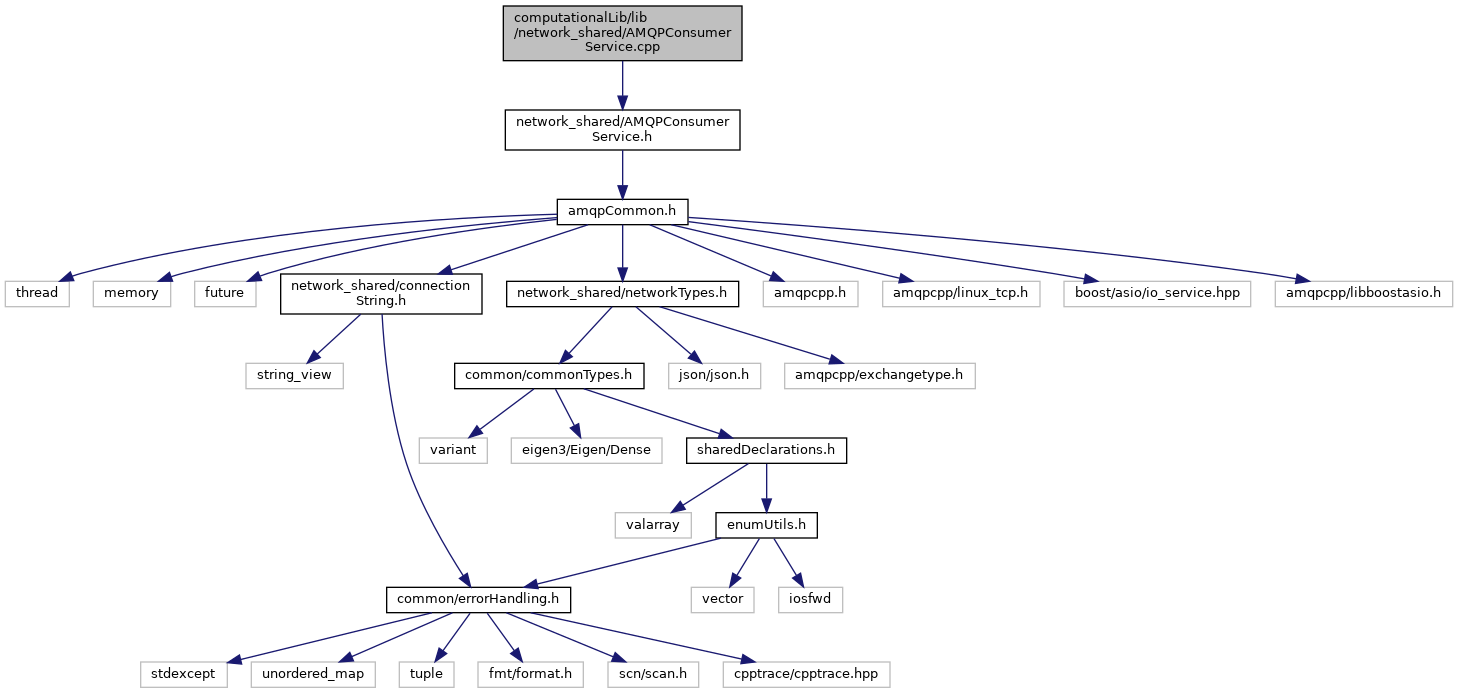 computationalLib/lib
/network_shared/AMQPConsumer
Service.cpp
network_shared/AMQPConsumer
Service.h
amqpCommon.h
thread
memory
future
network_shared/connection
String.h
network_shared/networkTypes.h
amqpcpp.h
amqpcpp/linux_tcp.h
boost/asio/io_service.hpp
amqpcpp/libboostasio.h
string_view
common/commonTypes.h
json/json.h
amqpcpp/exchangetype.h
variant
eigen3/Eigen/Dense
sharedDeclarations.h
valarray
enumUtils.h
common/errorHandling.h
vector
iosfwd
stdexcept
unordered_map
tuple
fmt/format.h
scn/scan.h
cpptrace/cpptrace.hpp